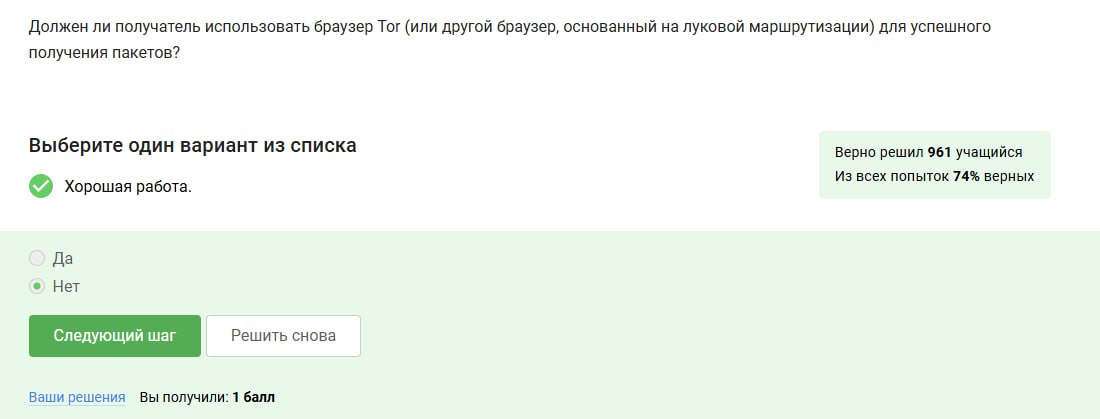 Должен ли получатель использовать браузер Tor (или другой браузер, основанный на луковой маршрутизации) для успешного
получения пакетов?
Выберите один вариант из списка
Хорошая работа.
Верно решил 961 учащийся
Из всех попыток 74% верных
Да
Нет
Следующий шаг
Решить снова
Ваши решения Вы получили: 1 балл